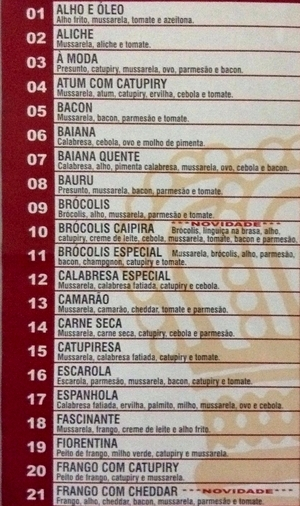 01 ALHO E ÓLEO
Alho frito, mussarela, tomate e azeitona.
02 ALICHE
Mussarela, aliche e tomate.
03 À MODA
Presunto, catupiry, mussarela, ovo, parmesão e bacon.
04 ATUM COM CATUPIRY
Mussarela, atum, catupiry, ervilha, cebola e tomate.
05 BACON
Mussarela, bacon, parmesão e tomate.
06 BAIANA
Calabresa, cebola, ovo e molho de pimenta.
07 BAIANA QUENTE
Calabresa, alho, pimenta calabresa, mussarela, ovo, cebola e bacon.
08 BAURU
Presunto, mussarela, bacon, parmesão e tomate.
09 BRÓCOLIS
Brócolis, alho, mussarela, parmesão e tomate.
NOVIDADE
10 BRÓCOLIS CAIPIRA Brócolis, linguiça na brasa, alho,
catupiry, creme de leite, cebola, mussarela, tomate, bacon e parmesão.
11 BRÓCOLIS ESPECIAL Mussarela, brócolis, alho, parmesão,
bacon, champgnon, catupiry e tomate.
12 CALABRESA ESPECIAL
Mussarela, calabresa fatiada, catupiry e cebola.
13 CAMARÃO
Mussarela, camarão, cheddar, tomate e parmesão.
14 CARNE SECA
Mussarela, carne seca, catupiry, cebola e parmesão.
15 CATUPIRESA
Mussarela, calabresa fatiada, catupiry e tomate.
16 ESCAROLA
Escarola, parmesão, mussarela, bacon, catupiry e tomate.
17 ESPANHOLA
Calabresa fatiada, ervilha, palmito, milho, mussarela, ovo e cebola.
18 FASCINANTE
Mussarela, frango, creme de leite e alho frito.
19 FIORENTINA
Peito de frango, milho verde, catupiry e mussarela.
20 FRANGO COM CATUPIRY
Peito de frango, catupiry e mussarela.
21 FRANGO COM CHEDDAR NOVIDADE
Frango, alho, cheddar, bacon, mussarela, parmesão e tomate.